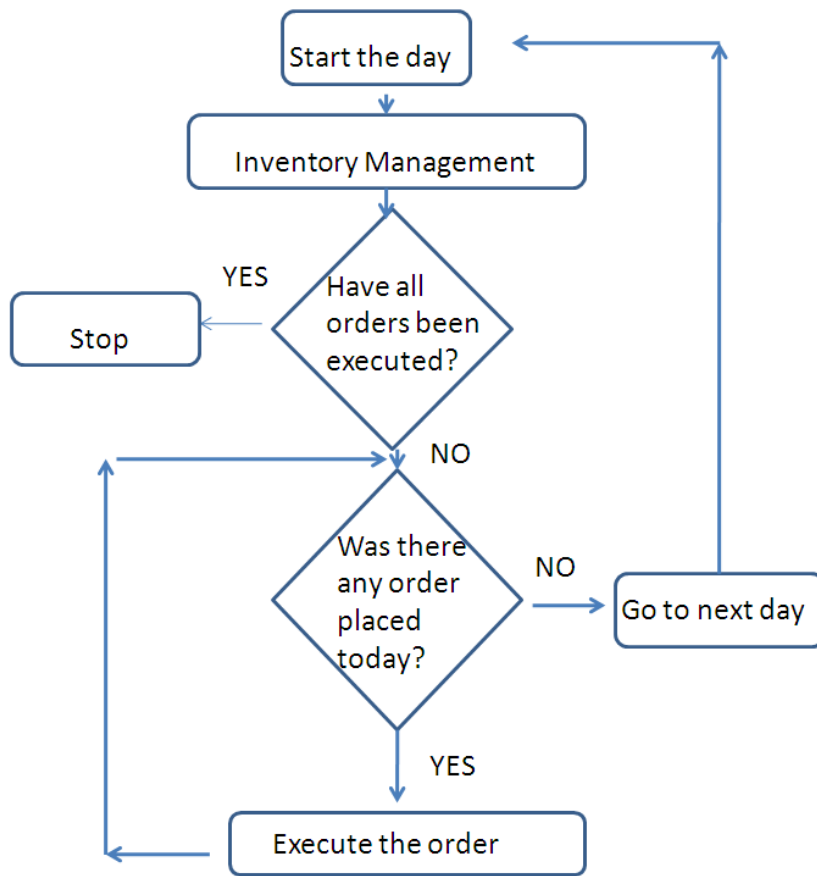 Start the day
Inventory Management
YES
Have all
orders been
executed?
Stop
NO
Was there
any order
placed
today?
NO
Go to next day
YES
Execute the order